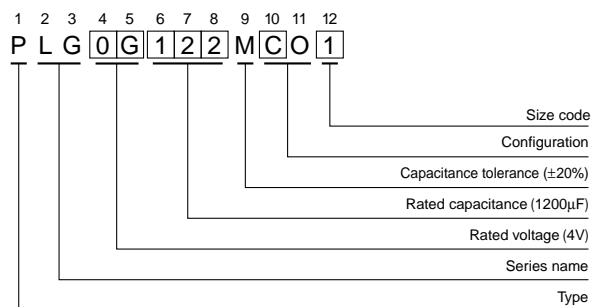 1 2 3 4 5 6 7 8 9 10 11 12
P L G 0 G 1 2 2 M C O 1
Size code
Configuration
Capacitance tolerance (±20%)
Rated capacitance (1200μF)
Rated voltage (4V)
Series name
Type